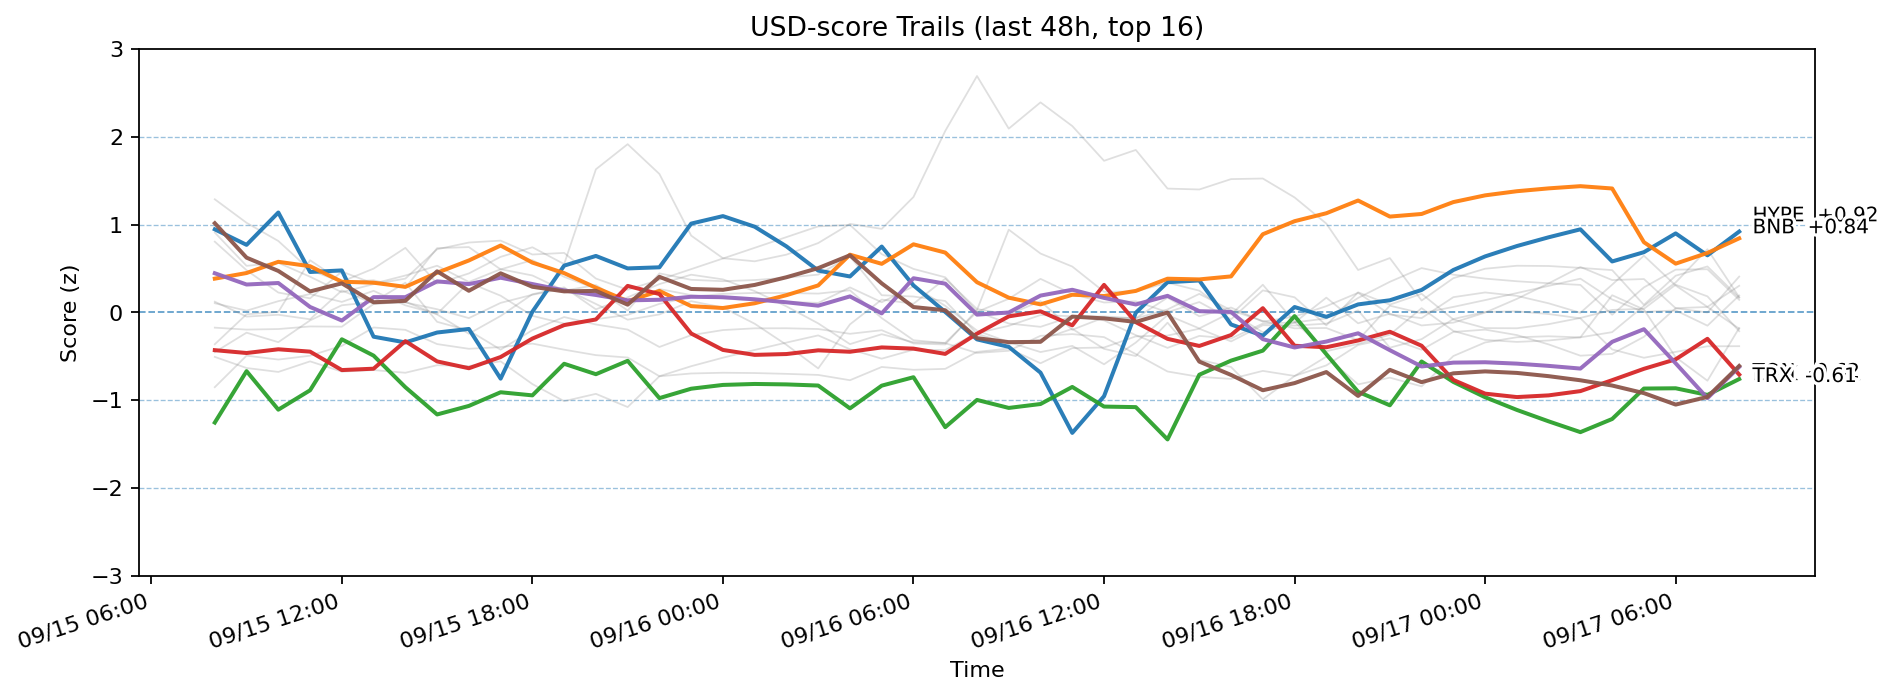 USD-score Trails (last 48h, top 16)
Score (z)
3
2
1
0
−1
−2
−3
HYPE +0.92
BNB +0.84
TRX -0.61
09/15 06:00
09/15 12:00
09/15 18:00
09/16 00:00
09/16 06:00
09/16 12:00
09/16 18:00
09/17 00:00
09/17 06:00
Time